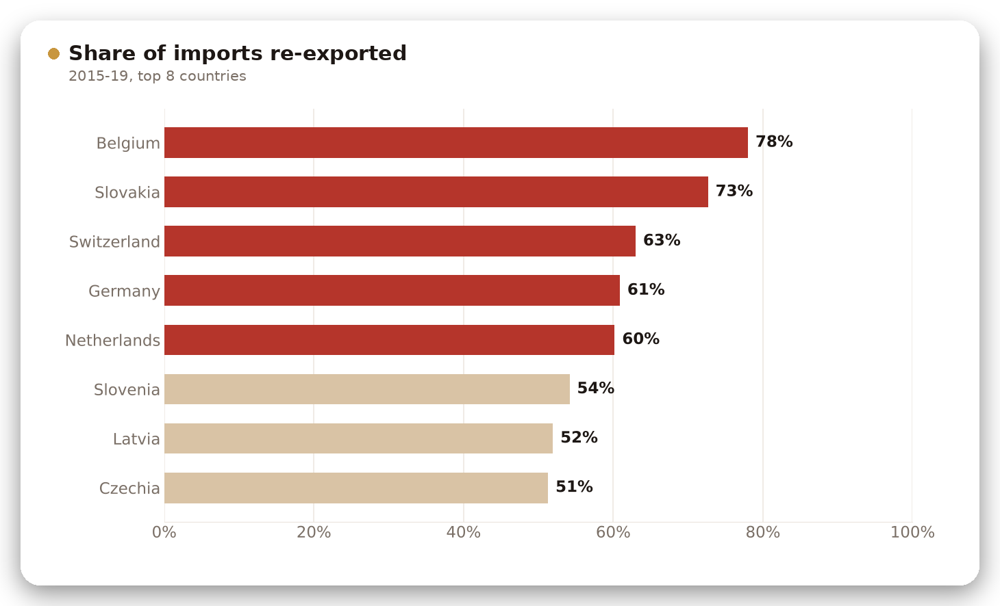 Share of imports re-exported
2015-19, top 8 countries
Belgium 78%
Slovakia 73%
Switzerland 63%
Germany 61%
Netherlands 60%
Slovenia 54%
Latvia 52%
Czechia 51%
0% 20% 40% 60% 80% 100%